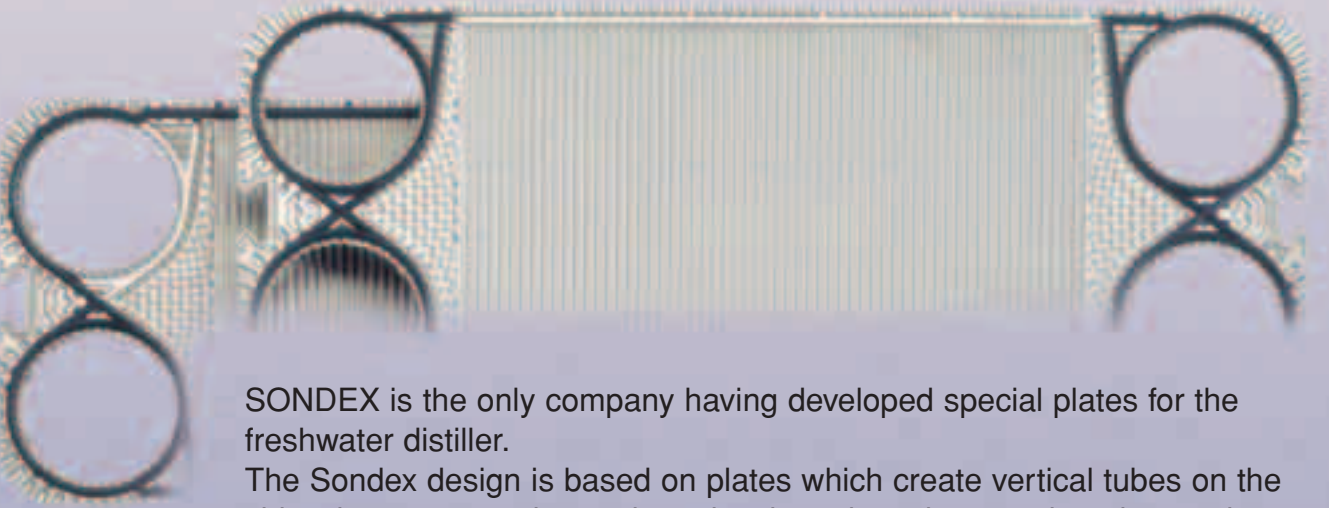 SONDEX is the only company having developed special plates for the
freshwater distiller.
The Sondex design is based on plates which create vertical tubes on the